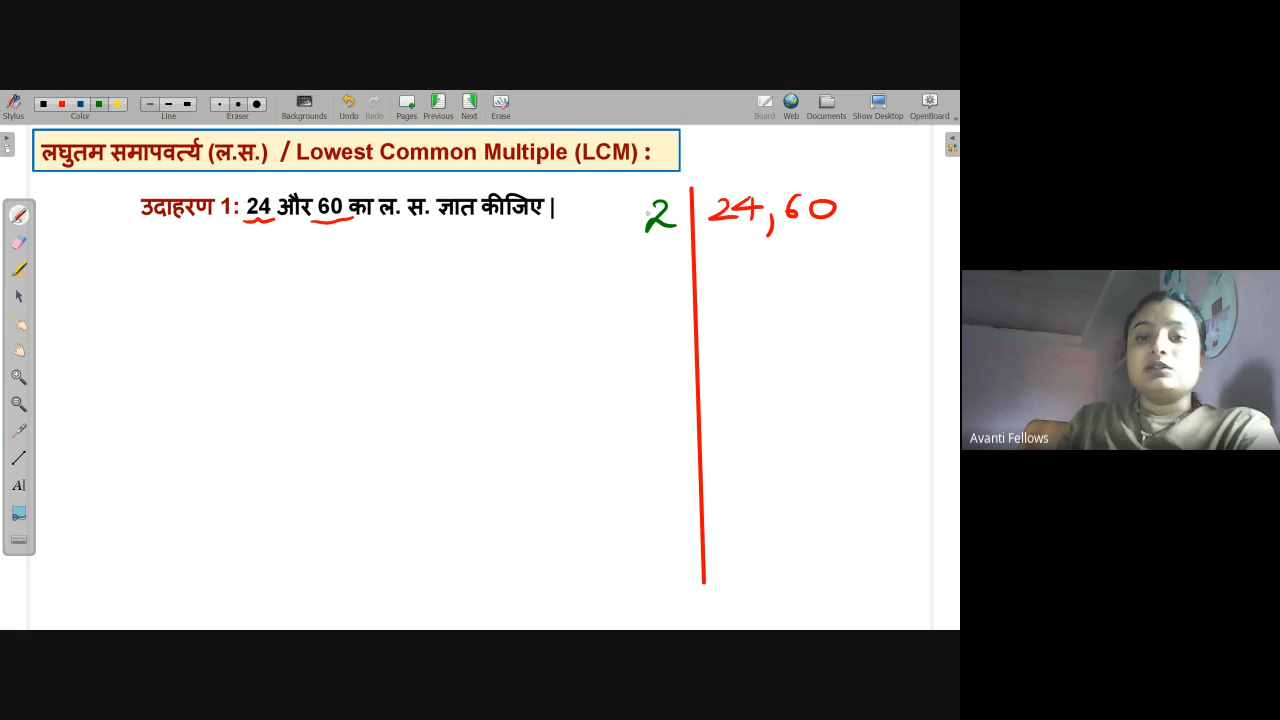 Stylus
Color
Line
Eraser
Backgrounds
Undo
Redo
Pages
Previous
Next
Erase
Board
Web
Documents
Show Desktop
OpenBoard
लघुतम समापवर्त्य (ल.स.) / Lowest Common Multiple (LCM) :
उदाहरण 1: 24 और 60 का ल. स. ज्ञात कीजिए |
2 | 24, 60
Avanti Fellows